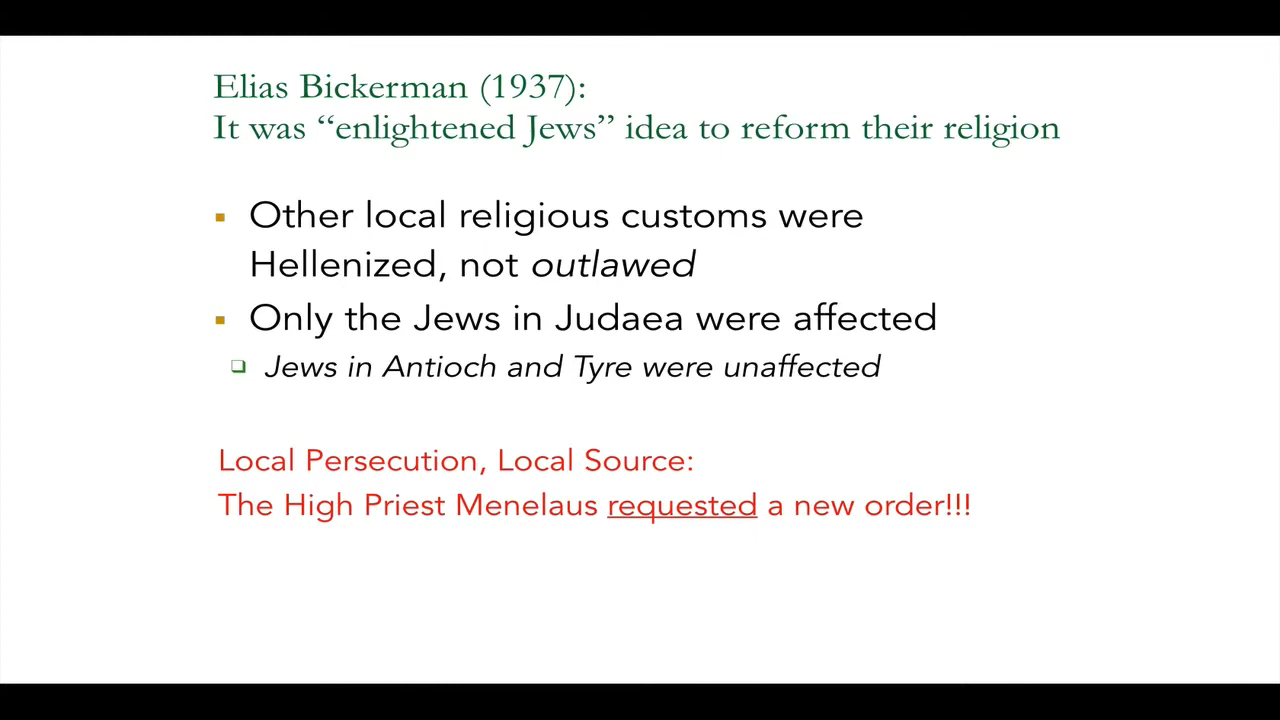 Elias Bickerman (1937):
It was “enlightened Jews” idea to reform their religion
Other local religious customs were
Hellenized, not outlawed
Only the Jews in Judaea were affected
Jews in Antioch and Tyre were unaffected
Local Persecution, Local Source:
The High Priest Menelaus requested a new order!!!